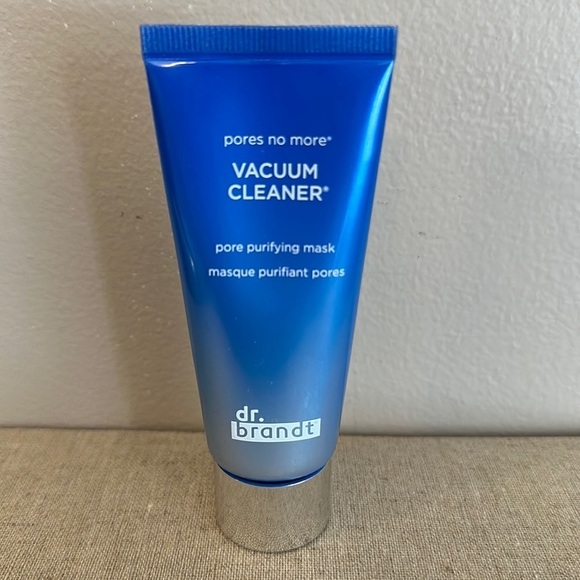 pores no more®
VACUUM
CLEANER®
pore purifying mask
masque purifiant pores
dr.
brandt